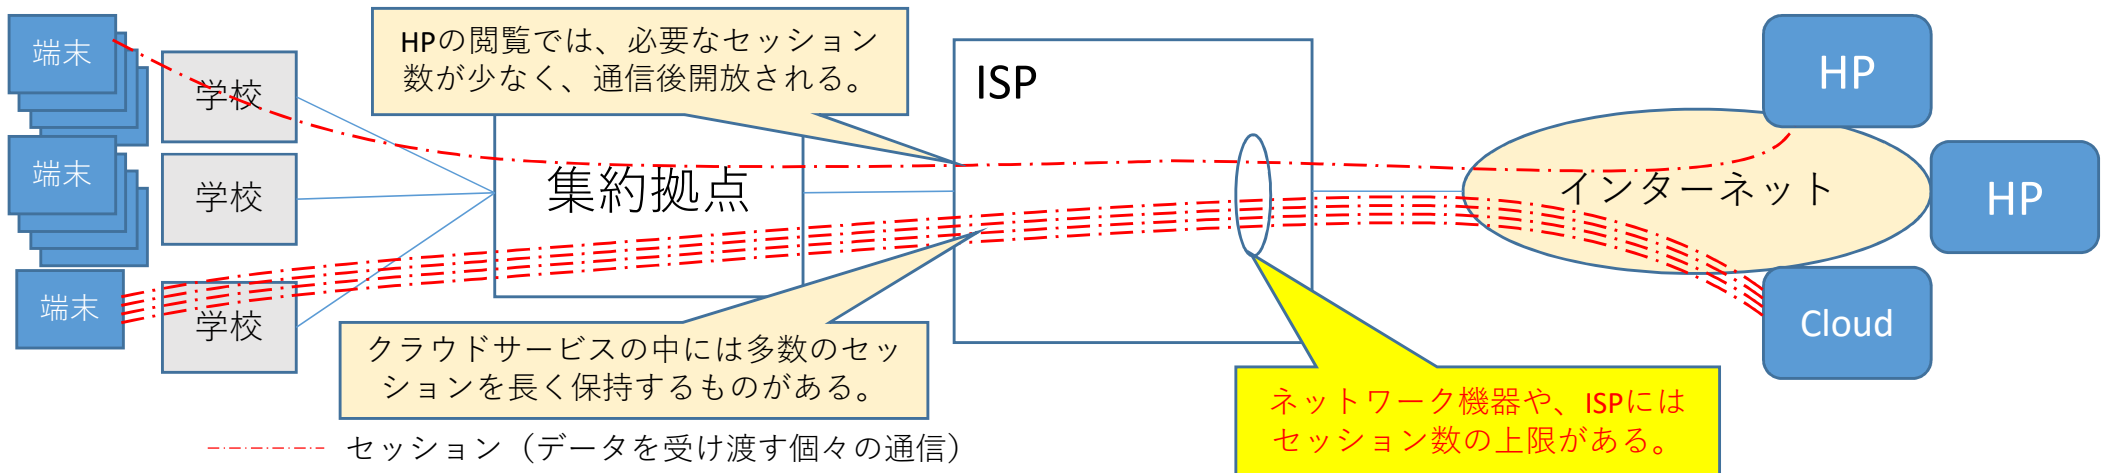 端末
学校
HPの閲覧では、必要なセッション
数が少なく、通信後開放される。
ISP
HP
端末
学校
集約拠点
インターネット
HP
端末
学校
クラウドサービスの中には多数のセッ
ションを長く保持するものがある。
Cloud
ネットワーク機器や、ISPには
セッション数の上限がある。
セッション（データを受け渡す個々の通信）